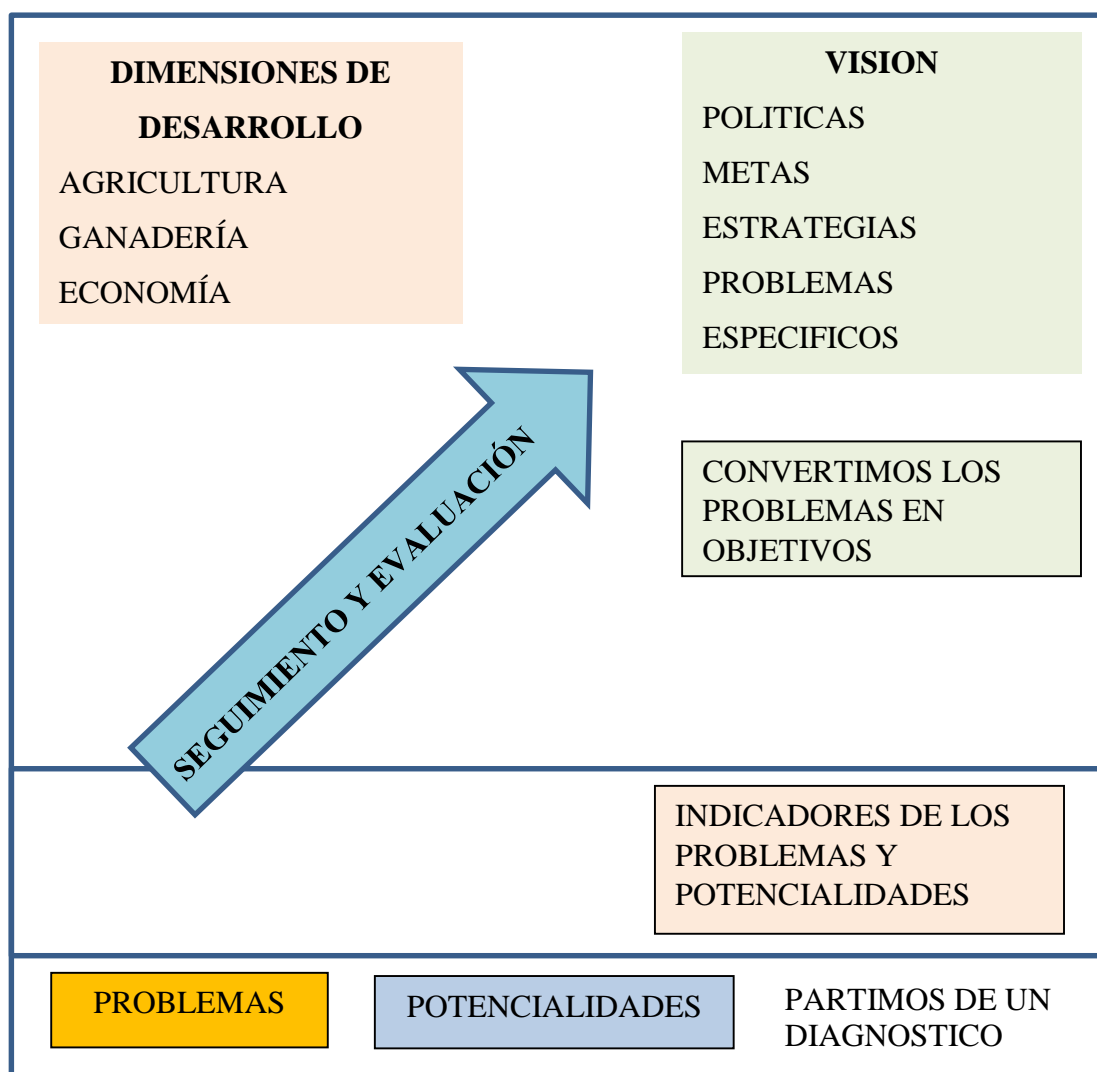 DIMENSIONES DE
DESARROLLO
AGRICULTURA
GANADERÍA
ECONOMÍA
VISION
POLITICAS
METAS
ESTRATEGIAS
PROBLEMAS
ESPECIFICOS
SEGUIMIENTO Y EVALUACIÓN
CONVERTIMOS LOS
PROBLEMAS EN
OBJETIVOS
INDICADORES DE LOS
PROBLEMAS Y
POTENCIALIDADES
PROBLEMAS
POTENCIALIDADES
PARTIMOS DE UN
DIAGNOSTICO